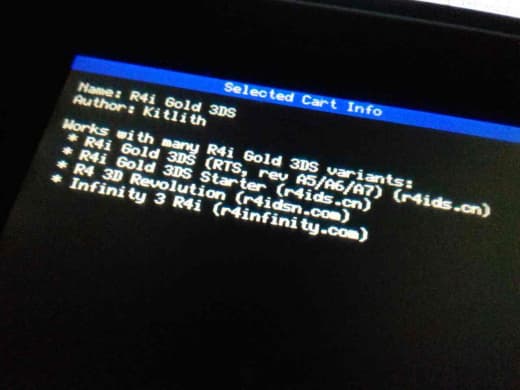 Selected Cart Info
Name: R4i Gold 3DS
Author: Kitlith
Works with many R4i Gold 3DS variants:
* R4i Gold 3DS (RTS, rev A5/A6/A7) (r4ids.cn)
* R4i Gold 3DS Starter (r4ids.cn)
* R4 3D Revolution (r4idsn.com)
* Infinity 3 R4i (r4infinity.com)